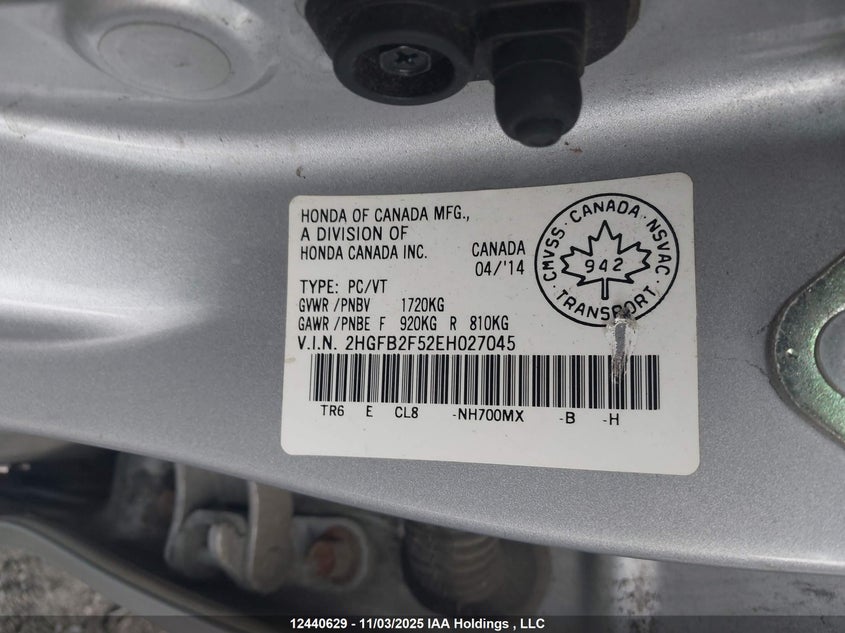 HONDA OF CANADA MFG.,
A DIVISION OF
HONDA CANADA INC.
CANADA
04/'14
CMVSS · CANADA · NSVAC
942
TRANSPORT
TYPE: PC/VT
GVWR /PNBV 1720KG
GAWR /PNBE F 920KG R 810KG
V.I.N. 2HGFB2F52EH027045
TR6 E CL8 -NH700MX -B -H
12440629 - 11/03/2025 IAA Holdings , LLC